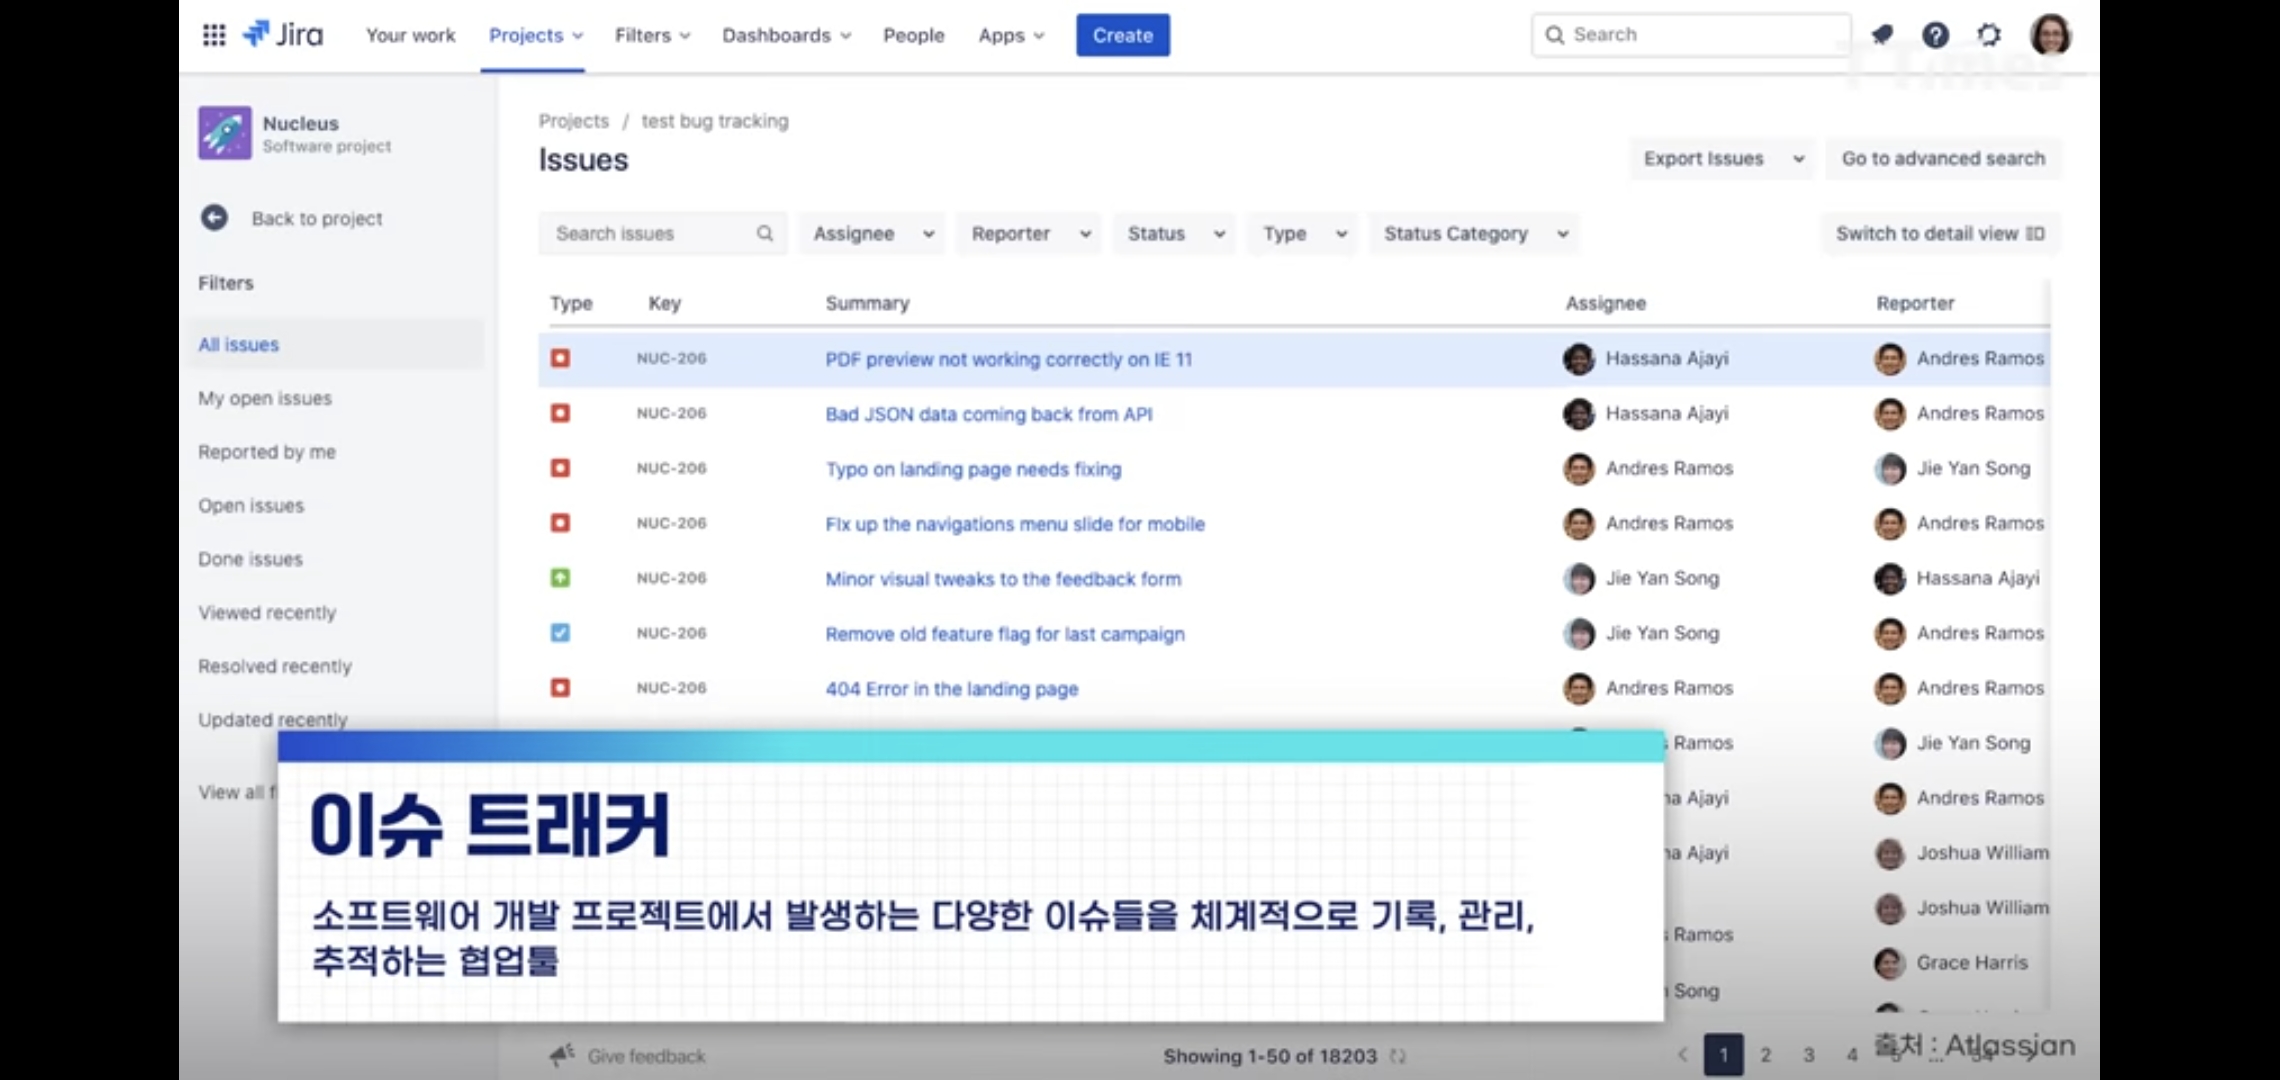 Jira
Your work
Projects
Filters
Dashboards
People
Apps
Create
Search
TTimes
Nucleus
Software project
Back to project
Filters
All issues
My open issues
Reported by me
Open issues
Done issues
Viewed recently
Resolved recently
Updated recently
View all
Projects / test bug tracking
Issues
Export Issues
Go to advanced search
Search issues
Assignee
Reporter
Status
Type
Status Category
Switch to detail view
Type Key Summary Assignee Reporter
NUC-206 PDF preview not working correctly on IE 11 Hassana Ajayi Andres Ramos
NUC-206 Bad JSON data coming back from API Hassana Ajayi Andres Ramos
NUC-206 Typo on landing page needs fixing Andres Ramos Jie Yan Song
NUC-206 FIx up the navigations menu slide for mobile Andres Ramos Andres Ramos
NUC-206 Minor visual tweaks to the feedback form Jie Yan Song Hassana Ajayi
NUC-206 Remove old feature flag for last campaign Jie Yan Song Andres Ramos
NUC-206 404 Error in the landing page Andres Ramos Andres Ramos
Ramos Jie Yan Song
Ajayi Andres Ramos
Ajayi Joshua William
Joshua William
Ramos
Grace Harris
Song
이슈 트래커
소프트웨어 개발 프로젝트에서 발생하는 다양한 이슈들을 체계적으로 기록, 관리,
추적하는 협업툴
Give feedback
Showing 1-50 of 18203
1 2 3 4
출처 : Atlassian